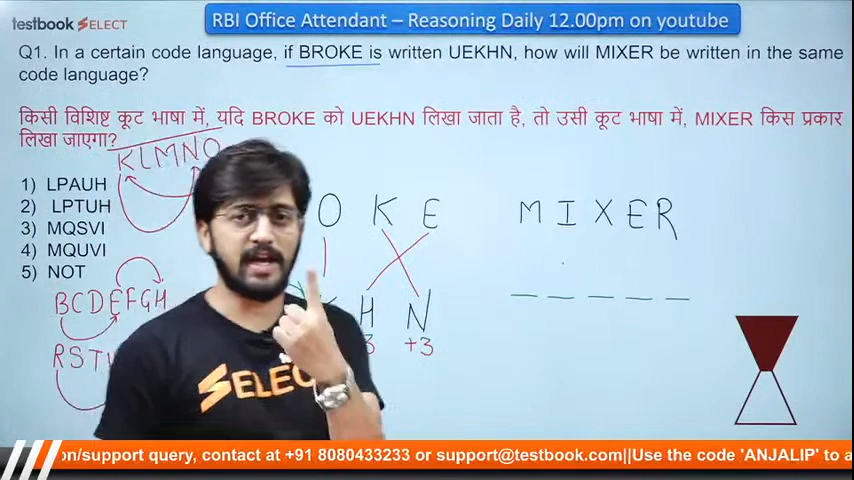 testbook SELECT
RBI Office Attendant – Reasoning Daily 12.00pm on youtube
Q1. In a certain code language, if BROKE is written UEKHN, how will MIXER be written in the same
code language?
किसी विशिष्ट कूट भाषा में, यदि BROKE को UEKHN लिखा जाता है, तो उसी कूट भाषा में, MIXER किस प्रकार
लिखा जाएगा?
KLMNO
1) LPAUH
2) LPTUH
3) MQSVI
4) MQUVI
5) NOT
O K E
H N
3 +3
BCDEFGH
RST
MIXER
_ _ _ _ _
SELEC
on/support query, contact at +91 8080433233 or support@testbook.com||Use the code 'ANJALIP' to a